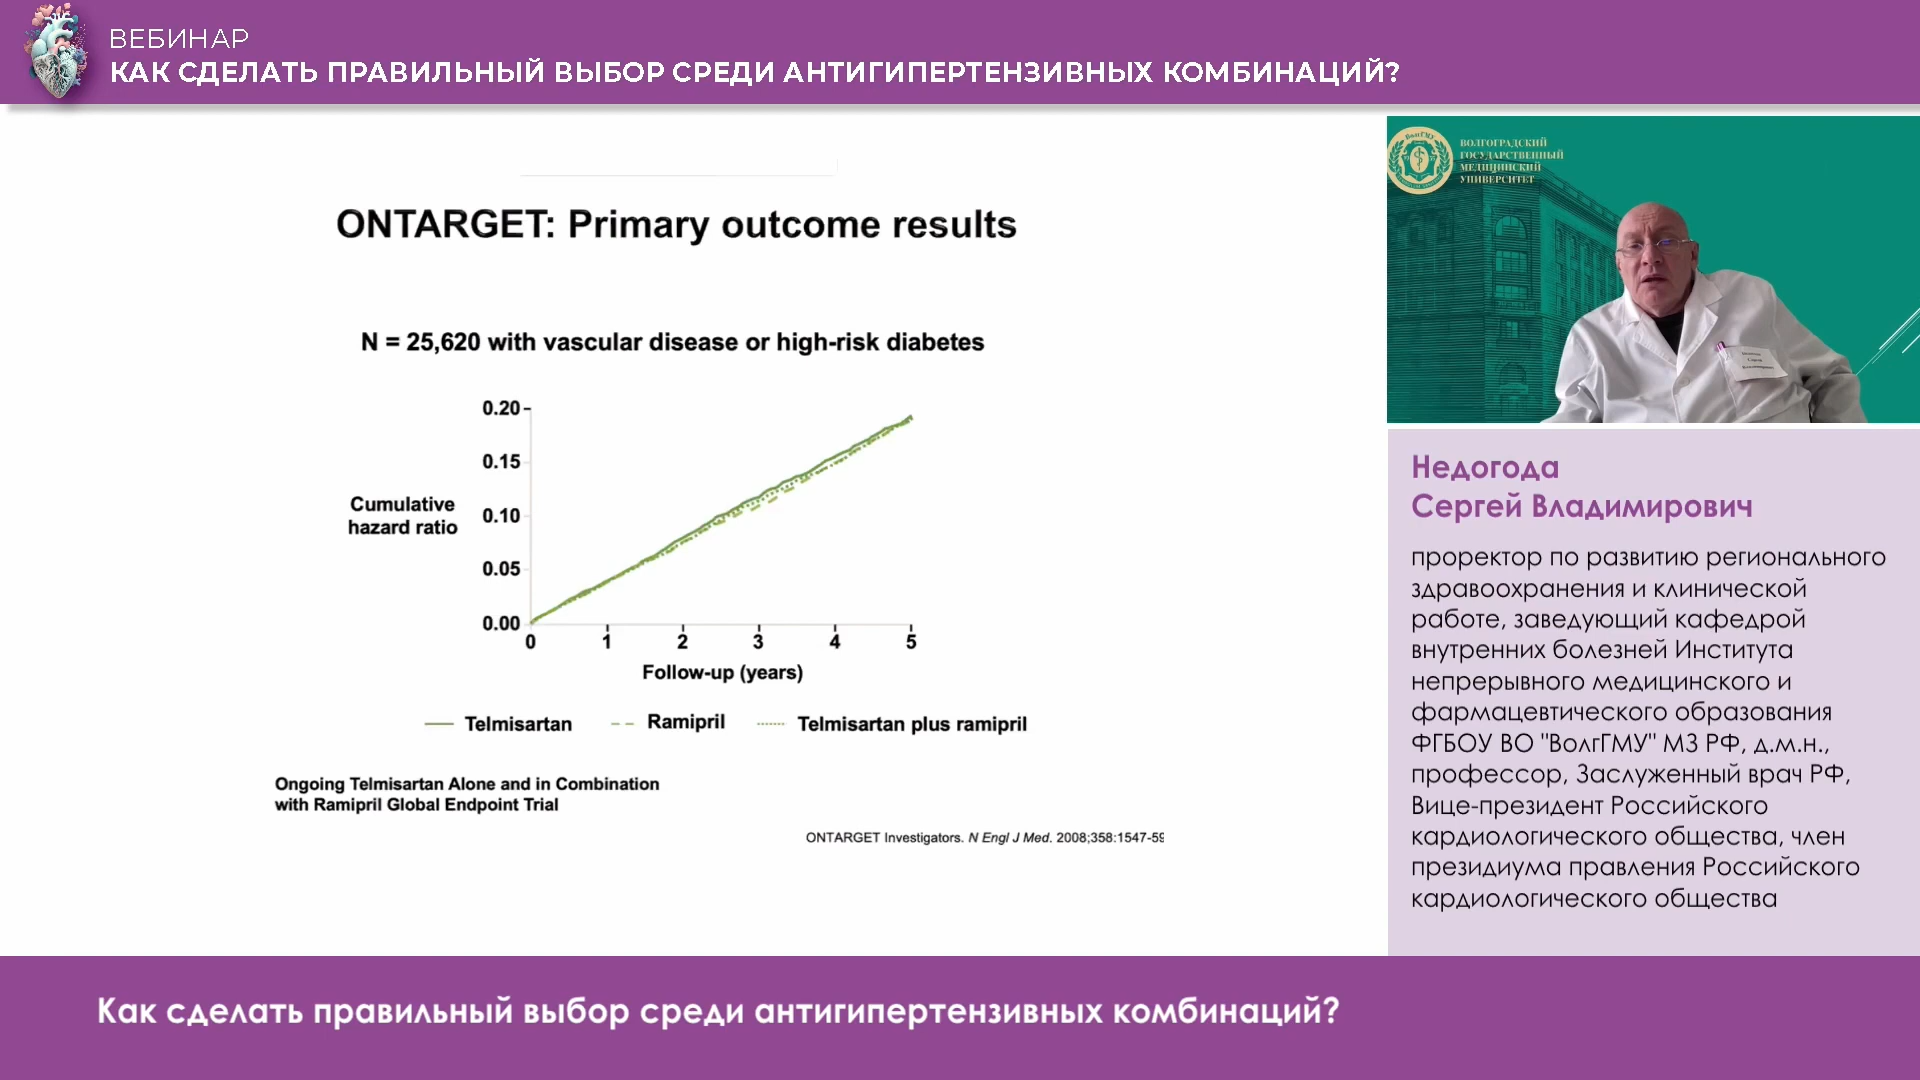 ВЕБИНАР
КАК СДЕЛАТЬ ПРАВИЛЬНЫЙ ВЫБОР СРЕДИ АНТИГИПЕРТЕНЗИВНЫХ КОМБИНАЦИЙ?
ONTARGET: Primary outcome results
N = 25,620 with vascular disease or high-risk diabetes
0.20
0.15
0.10
0.05
0.00
Cumulative
hazard ratio
0 1 2 3 4 5
Follow-up (years)
Telmisartan Ramipril Telmisartan plus ramipril
Ongoing Telmisartan Alone and in Combination
with Ramipril Global Endpoint Trial
ONTARGET Investigators. N Engl J Med. 2008;358:1547-59
ВолгГМУ
ВОЛГОГРАДСКИЙ
ГОСУДАРСТВЕННЫЙ
МЕДИЦИНСКИЙ
УНИВЕРСИТЕТ
Недогода
Сергей Владимирович
проректор по развитию регионального
здравоохранения и клинической
работе, заведующий кафедрой
внутренних болезней Института
непрерывного медицинского и
фармацевтического образования
ФГБОУ ВО "ВолгГМУ" МЗ РФ, д.м.н.,
профессор, Заслуженный врач РФ,
Вице-президент Российского
кардиологического общества, член
президиума правления Российского
кардиологического общества
Как сделать правильный выбор среди антигипертензивных комбинаций?